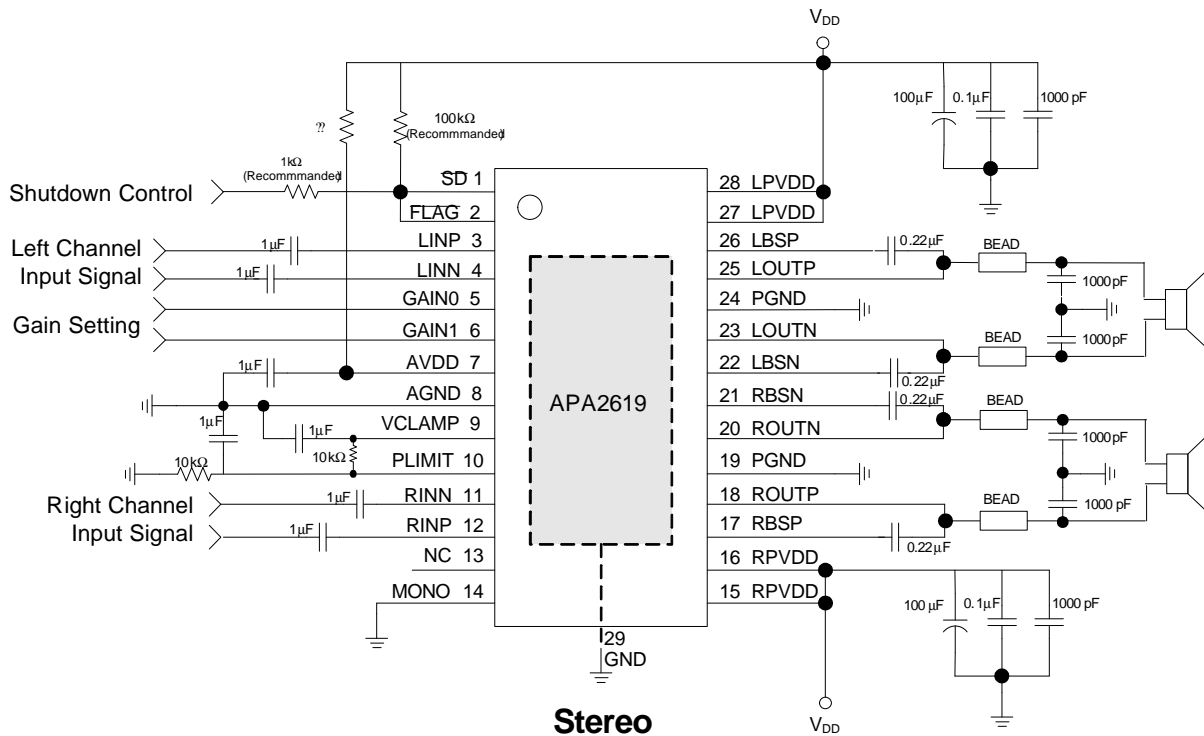 VDD
100µF 0.1µF 1000 pF
⁇
100kΩ
(Recommmanded)
1kΩ
(Recommmanded)
Shutdown Control
Left Channel
Input Signal
Gain Setting
1µF
1µF
1µF
1µF
1µF
10kΩ
10kΩ
Right Channel
Input Signal
1µF
1µF
SD 1
FLAG 2
LINP 3
LINN 4
GAIN0 5
GAIN1 6
AVDD 7
AGND 8
VCLAMP 9
PLIMIT 10
RINN 11
RINP 12
NC 13
MONO 14
APA2619
29
GND
28 LPVDD
27 LPVDD
26 LBSP
25 LOUTP
24 PGND
23 LOUTN
22 LBSN
21 RBSN
20 ROUTN
19 PGND
18 ROUTP
17 RBSP
16 RPVDD
15 RPVDD
0.22µF
BEAD
1000pF
1000pF
BEAD
0.22µF
0.22µF
BEAD
1000pF
1000 pF
BEAD
0.22µF
100 µF 0.1µF 1000 pF
VDD
Stereo